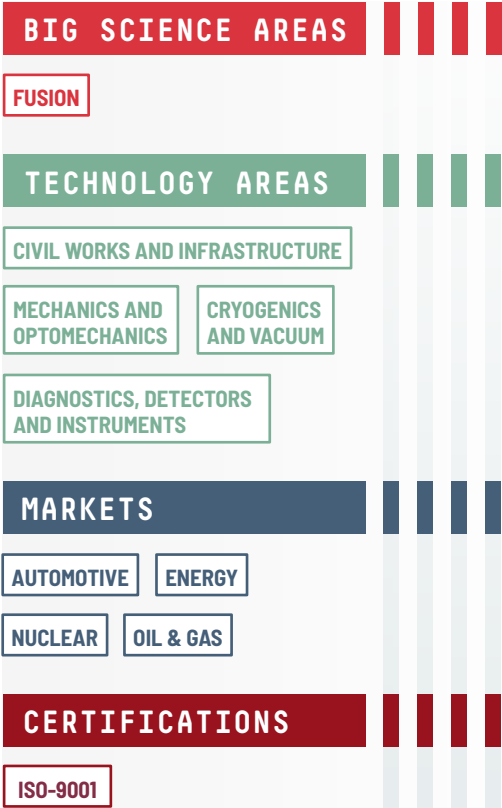 BIG SCIENCE AREAS
FUSION
TECHNOLOGY AREAS
CIVIL WORKS AND INFRASTRUCTURE
MECHANICS AND
OPTOMECHANICS
CRYOGENICS
AND VACUUM
DIAGNOSTICS, DETECTORS
AND INSTRUMENTS
MARKETS
AUTOMOTIVE
ENERGY
NUCLEAR
OIL & GAS
CERTIFICATIONS
ISO-9001